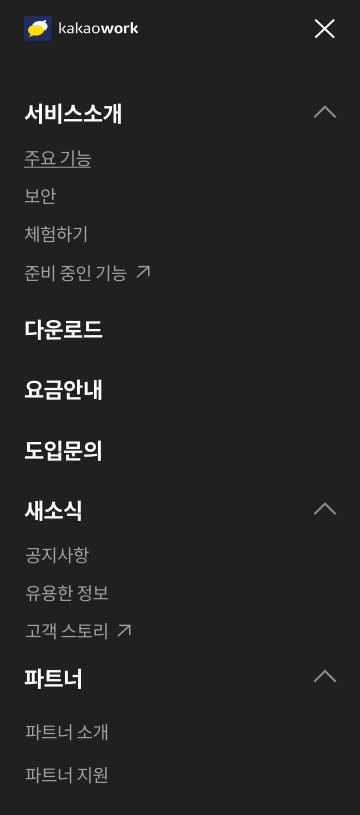 kakaowork
서비스소개
주요 기능
보안
체험하기
준비 중인 기능
다운로드
요금안내
도입문의
새소식
공지사항
유용한 정보
고객 스토리
파트너
파트너 소개
파트너 지원